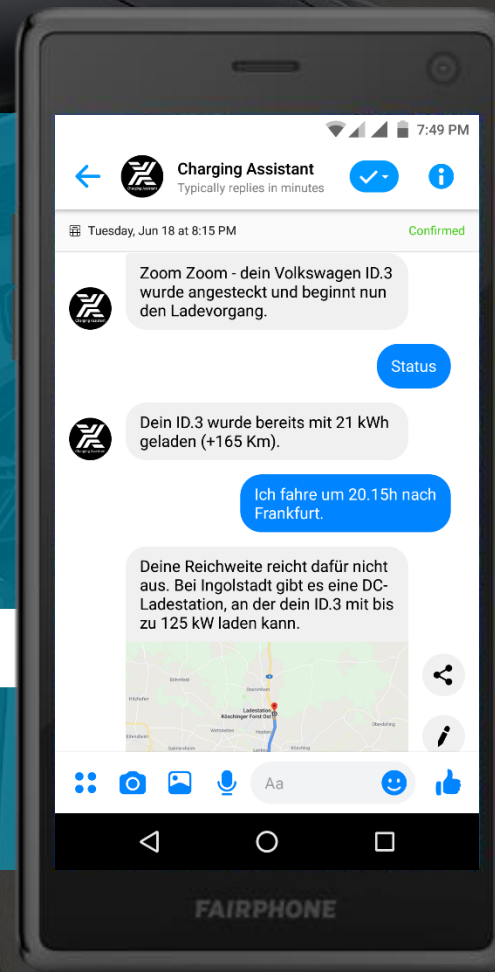 7:49 PM
Charging Assistant
Typically replies in minutes
Tuesday, Jun 18 at 8:15 PM
Confirmed
Zoom Zoom - dein Volkswagen ID.3
wurde angesteckt und beginnt nun
den Ladevorgang.
Status
Dein ID.3 wurde bereits mit 21 kWh
geladen (+165 Km).
Ich fahre um 20.15h nach
Frankfurt.
Deine Reichweite reicht dafür nicht
aus. Bei Ingolstadt gibt es eine DC-
Ladestation, an der dein ID.3 mit bis
zu 125 kW laden kann.
Ladestation
Köschinger Forst Ost
Aa
FAIRPHONE